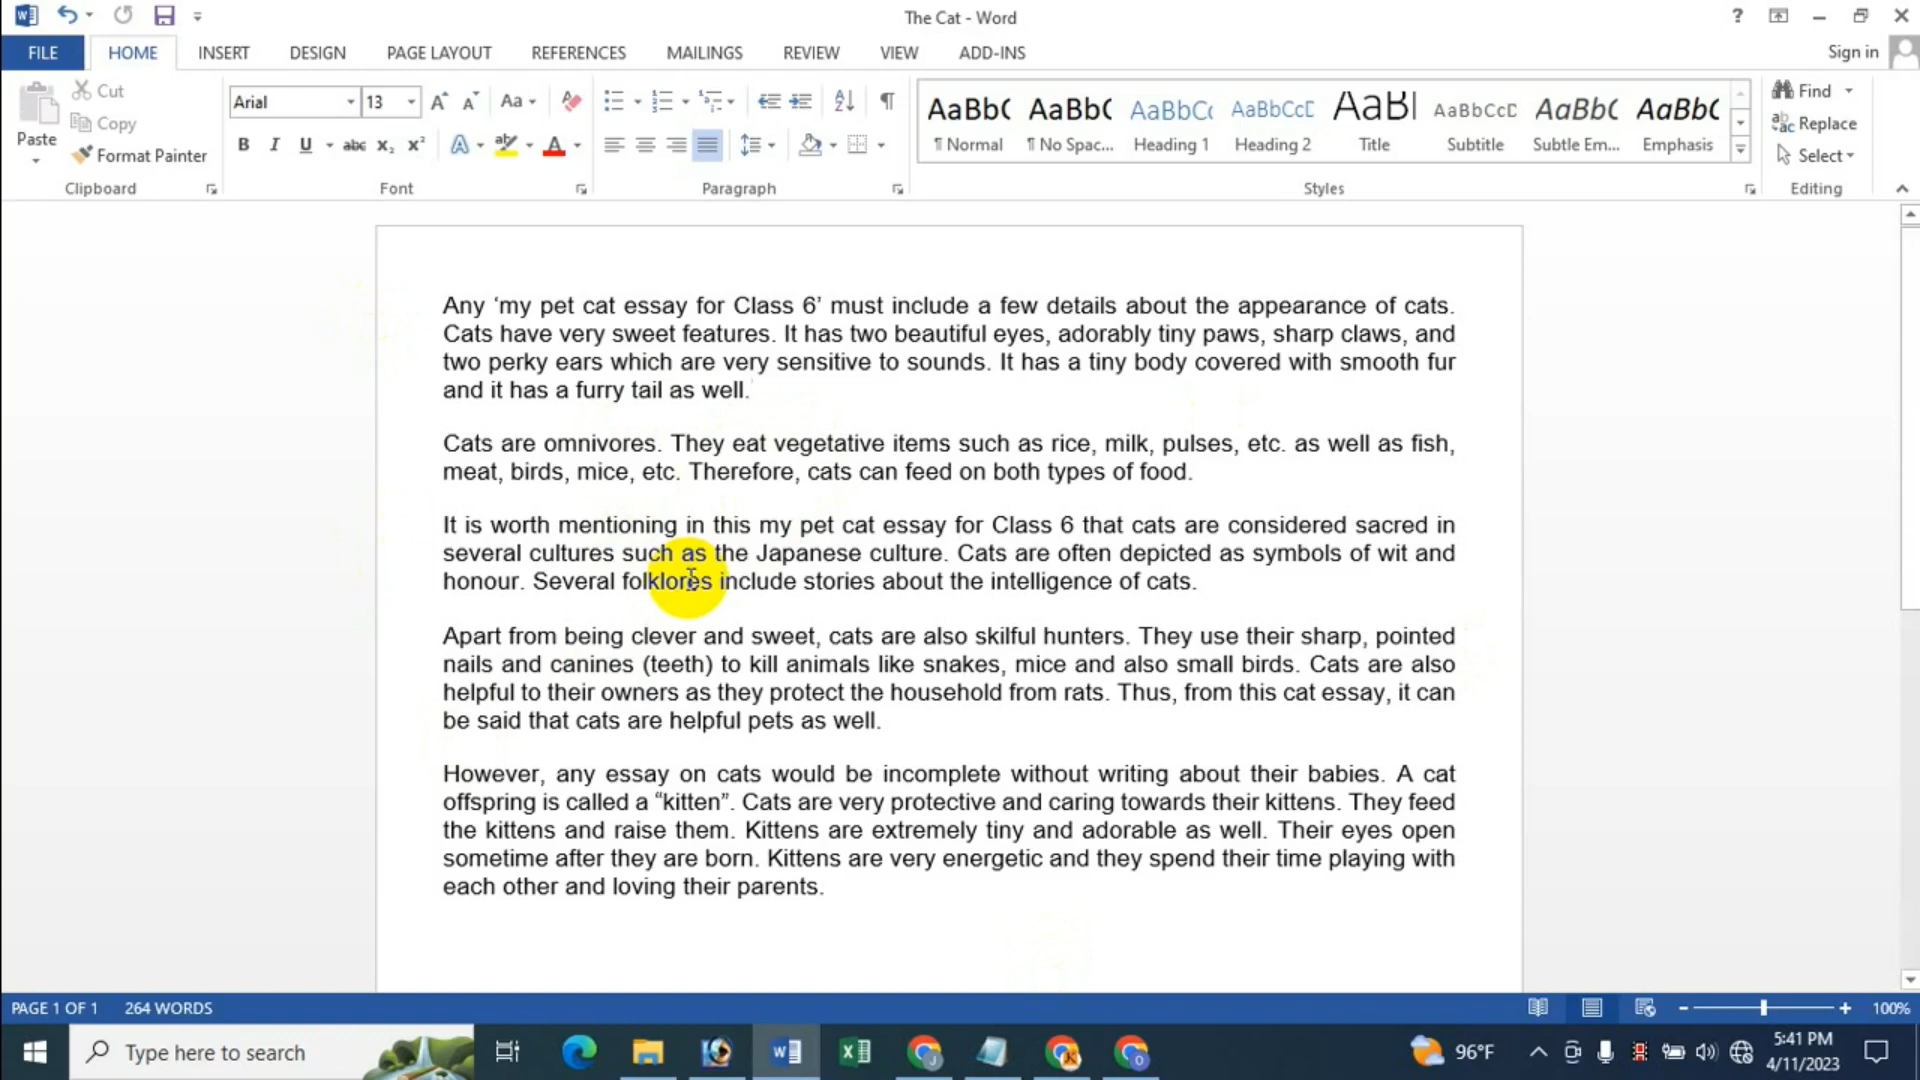 The Cat - Word
?
FILE HOME INSERT DESIGN PAGE LAYOUT REFERENCES MAILINGS REVIEW VIEW ADD-INS Sign in
Paste
Cut
Copy
Format Painter
Clipboard
Arial 13 Aa
B I U abc X₂ X² A ab A
Font
Paragraph
AaBbC AaBbC AaBbCc AaBbCcD AaBl AaBbCcD AaBbC AaBbC
¶ Normal ¶ No Spac... Heading 1 Heading 2 Title Subtitle Subtle Em... Emphasis
Styles
Find
Replace
Select
Editing
Any ‘my pet cat essay for Class 6’ must include a few details about the appearance of cats.
Cats have very sweet features. It has two beautiful eyes, adorably tiny paws, sharp claws, and
two perky ears which are very sensitive to sounds. It has a tiny body covered with smooth fur
and it has a furry tail as well.
Cats are omnivores. They eat vegetative items such as rice, milk, pulses, etc. as well as fish,
meat, birds, mice, etc. Therefore, cats can feed on both types of food.
It is worth mentioning in this my pet cat essay for Class 6 that cats are considered sacred in
several cultures such as the Japanese culture. Cats are often depicted as symbols of wit and
honour. Several folklores include stories about the intelligence of cats.
Apart from being clever and sweet, cats are also skilful hunters. They use their sharp, pointed
nails and canines (teeth) to kill animals like snakes, mice and also small birds. Cats are also
helpful to their owners as they protect the household from rats. Thus, from this cat essay, it can
be said that cats are helpful pets as well.
However, any essay on cats would be incomplete without writing about their babies. A cat
offspring is called a “kitten”. Cats are very protective and caring towards their kittens. They feed
the kittens and raise them. Kittens are extremely tiny and adorable as well. Their eyes open
sometime after they are born. Kittens are very energetic and they spend their time playing with
each other and loving their parents.
PAGE 1 OF 1 264 WORDS 100%
Type here to search
96°F
5:41 PM
4/11/2023